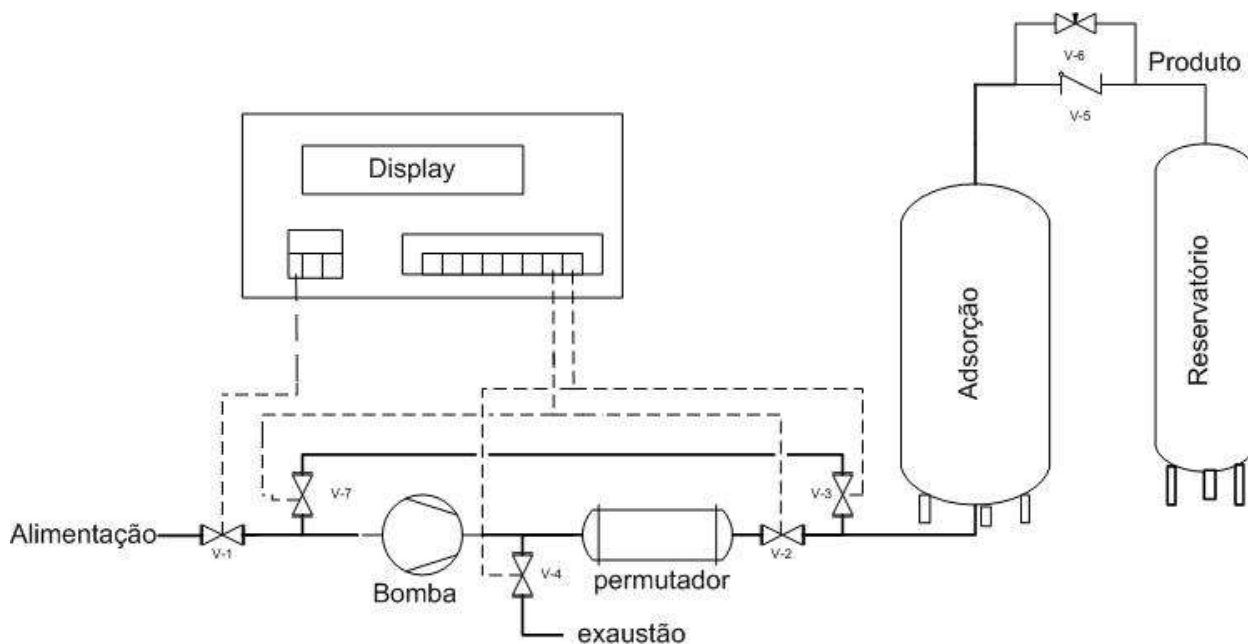 V-6
Produto
V-5
Display
Adsorção
Reservatório
V-7
V-3
Alimentação
V-1
Bomba
V-4
permutador
V-2
exaustão